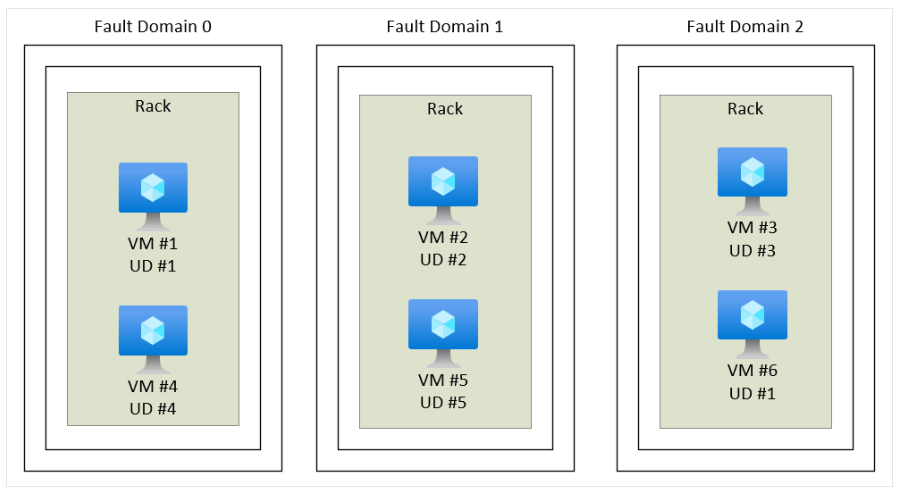 Fault Domain 0
Rack
VM #1
UD #1
VM #4
UD #4
Fault Domain 1
Rack
VM #2
UD #2
VM #5
UD #5
Fault Domain 2
Rack
VM #3
UD #3
VM #6
UD #1